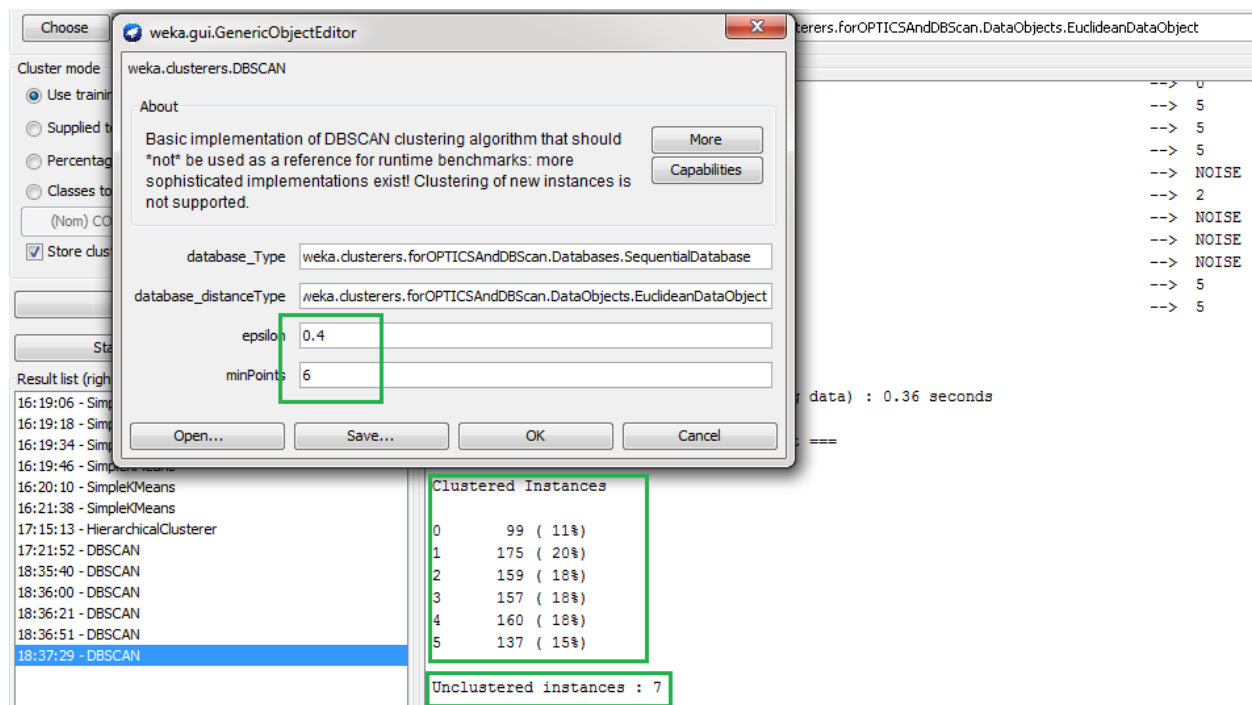 Choose
weka.gui.GenericObjectEditor
x
terers.forOPTICSAndDBScan.DataObjects.EuclideanDataObject
Cluster mode
weka.clusterers.DBSCAN
Use trainin
About
Supplied t
Basic implementation of DBSCAN clustering algorithm that should
*not* be used as a reference for runtime benchmarks: more
sophisticated implementations exist! Clustering of new instances is
not supported.
More
Capabilities
Percentag
Classes to
(Nom) CO
Store clus
database_Type weka.clusterers.forOPTICSAndDBScan.Databases.SequentialDatabase
database_distanceType weka.clusterers.forOPTICSAndDBScan.DataObjects.EuclideanDataObject
epsilon 0.4
minPoints 6
Open... Save... OK Cancel
--> 0
--> 5
--> 5
--> 5
--> NOISE
--> 2
--> NOISE
--> NOISE
--> NOISE
--> 5
--> 5
Sta
Result list (righ
16:19:06 - Simp
16:19:18 - Simp
16:19:34 - Simp
16:19:46 - SimpleKMeans
16:20:10 - SimpleKMeans
16:21:38 - SimpleKMeans
17:15:13 - HierarchicalClusterer
17:21:52 - DBSCAN
18:35:40 - DBSCAN
18:36:00 - DBSCAN
18:36:21 - DBSCAN
18:36:51 - DBSCAN
18:37:29 - DBSCAN
data) : 0.36 seconds
===
Clustered Instances
0 99 ( 11%)
1 175 ( 20%)
2 159 ( 18%)
3 157 ( 18%)
4 160 ( 18%)
5 137 ( 15%)
Unclustered instances : 7